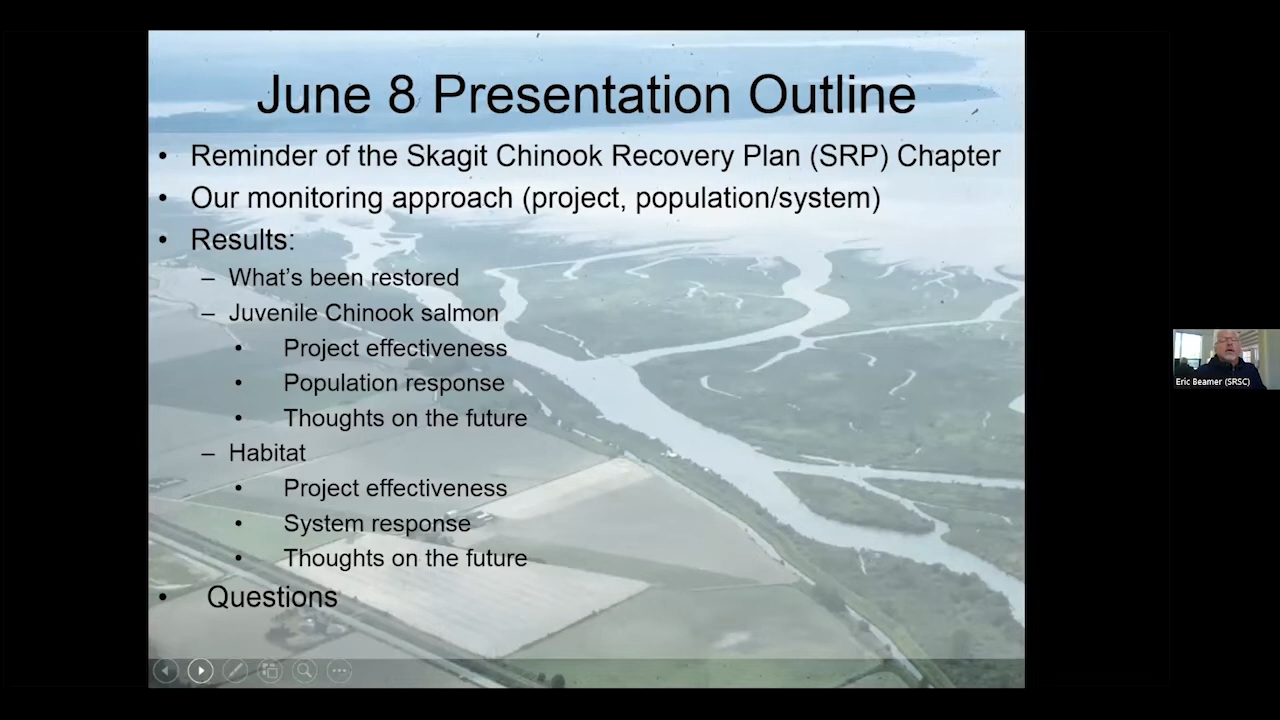 June 8 Presentation Outline
• Reminder of the Skagit Chinook Recovery Plan (SRP) Chapter
• Our monitoring approach (project, population/system)
• Results:
– What's been restored
– Juvenile Chinook salmon
• Project effectiveness
• Population response
• Thoughts on the future
– Habitat
• Project effectiveness
• System response
• Thoughts on the future
• Questions
Eric Beamer (SRSC)